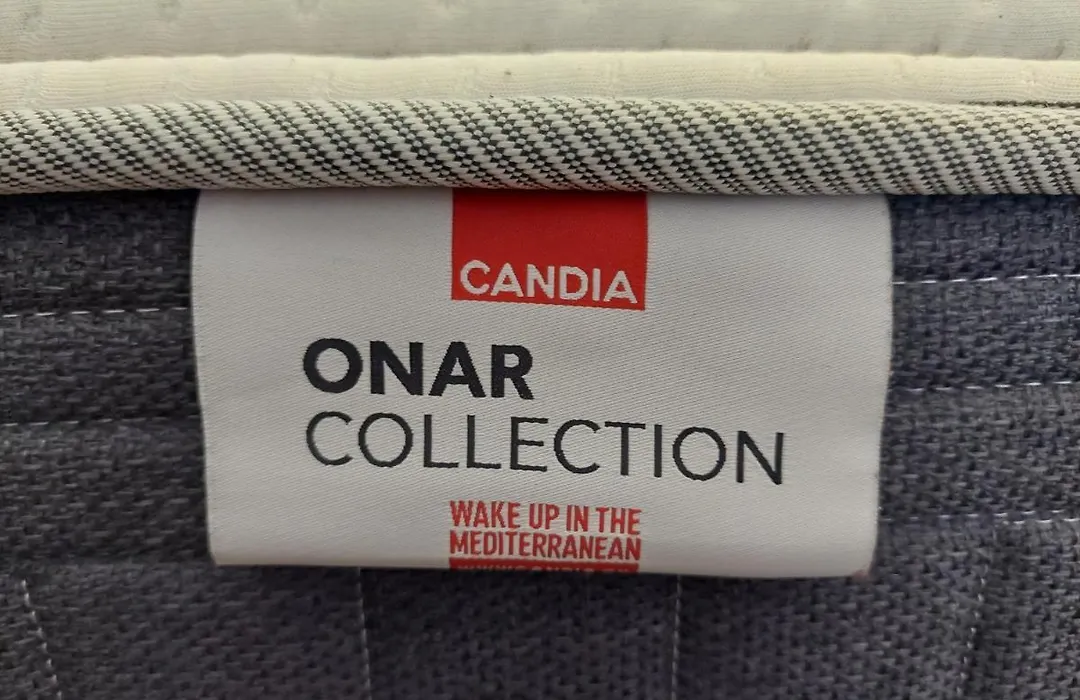 CANDIA
ONAR
COLLECTION
WAKE UP IN THE
MEDITERRANEAN